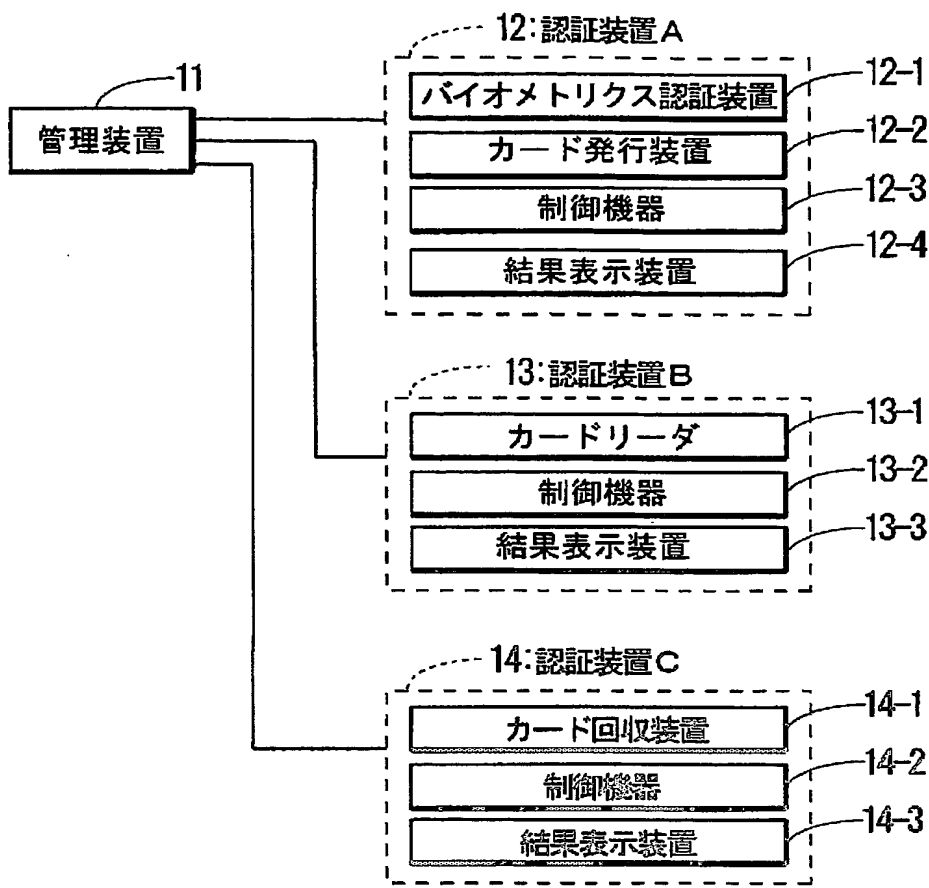 11
管理装置
12:認証装置A
バイオメトリクス認証装置
12-1
カード発行装置
12-2
制御機器
12-3
結果表示装置
12-4
13:認証装置B
カードリーダ
13-1
制御機器
13-2
結果表示装置
13-3
14:認証装置C
カード回収装置
14-1
制御機器
14-2
結果表示装置
14-3